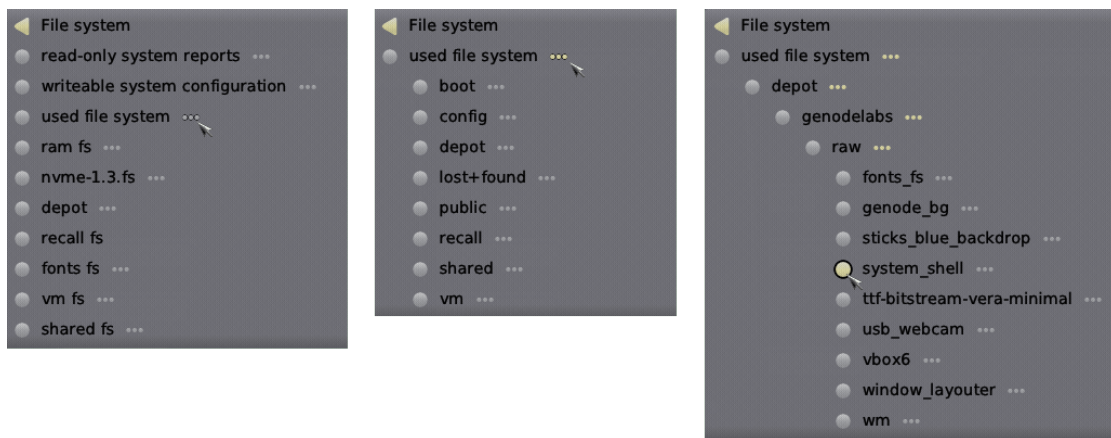 File system
read-only system reports ...
writeable system configuration ...
used file system ...
ram fs ...
nvme-1.3.fs ...
depot ...
recall fs
fonts fs ...
vm fs ...
shared fs ...
File system
used file system ...
boot ...
config ...
depot ...
lost+found ...
public ...
recall ...
shared ...
vm ...
File system
used file system ...
depot ...
genodelabs ...
raw ...
fonts_fs ...
genode_bg ...
sticks_blue_backdrop ...
system_shell ...
ttf-bitstream-vera-minimal ...
usb_webcam ...
vbox6 ...
window_layouter ...
wm ...